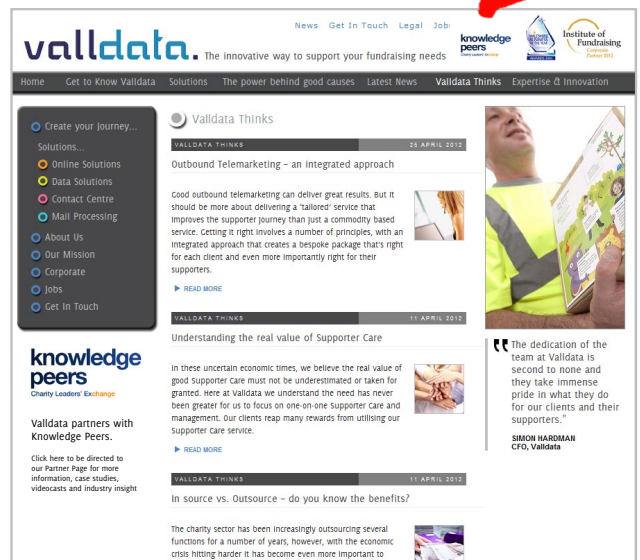 News Get In Touch Legal Job
valldata. The innovative way to support your fundraising needs
knowledge
peers
Charity Leaders' Exchange
Institute of
Fundraising
Corporate
Partner 2012
Home Get to Know Valldata Solutions The power behind good causes Latest News Valldata Thinks Expertise & Innovation
Create your Journey...
Solutions...
Online Solutions
Data Solutions
Contact Centre
Mail Processing
About Us
Our Mission
Corporate
Jobs
Get In Touch
knowledge
peers
Charity Leaders' Exchange
Valldata partners with
Knowledge Peers.
Click here to be directed to
our Partner Page for more
information, case studies,
videocasts and industry insight
Valldata Thinks
VALLDATA THINKS 25 APRIL 2012
Outbound Telemarketing – an integrated approach
Good outbound telemarketing can deliver great results. But it
should be more about delivering a 'tailored' service that
improves the supporter journey than just a commodity based
service. Getting it right involves a number of principles, with an
integrated approach that creates a bespoke package that's right
for each client and even more importantly right for their
supporters.
READ MORE
VALLDATA THINKS 11 APRIL 2012
Understanding the real value of Supporter Care
In these uncertain economic times, we believe the real value of
good Supporter Care must not be underestimated or taken for
granted. Here at Valldata we understand the need has never
been greater for us to focus on one-on-one Supporter Care and
management. Our clients reap many rewards from utilising our
Supporter Care service.
READ MORE
VALLDATA THINKS 11 APRIL 2012
In source vs. Outsource – do you know the benefits?
The charity sector has been increasingly outsourcing several
functions for a number of years, however, with the economic
crisis hitting harder it has become even more important to
The dedication of the
team at Valldata is
second to none and
they take immense
pride in what they do
for our clients and their
supporters."
SIMON HARDMAN
CFO, Valldata